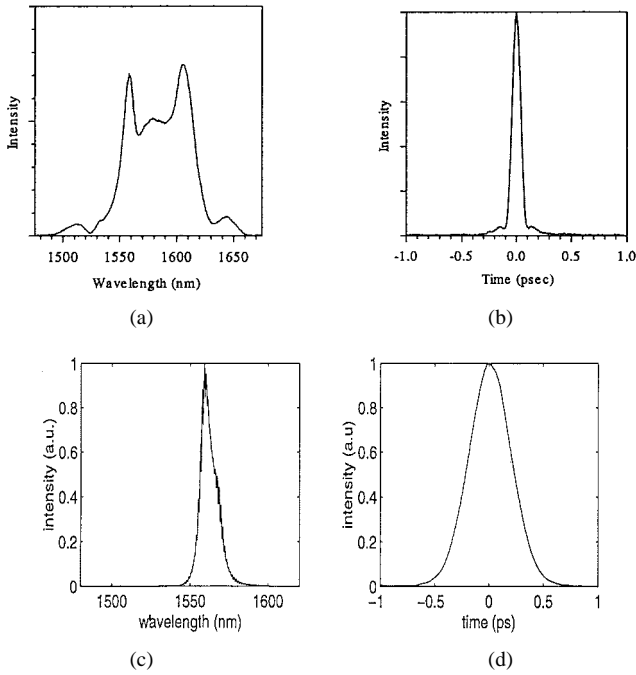 Intensity
1500 1550 1600 1650
Wavelength (nm)
(a)
Intensity
-1.0 -0.5 0.0 0.5 1.0
Time (psec)
(b)
1
0.8
0.6
0.4
0.2
0
intensity (a.u.)
1500 1550 1600
wavelength (nm)
(c)
1
0.8
0.6
0.4
0.2
0
intensity (a.u)
−1 −0.5 0 0.5 1
time (ps)
(d)